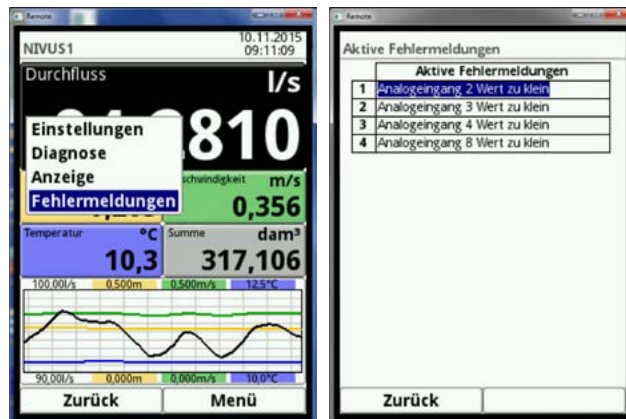 Remote
NIVUS1
10.11.2015
09:11:09
Durchfluss
l/s
810
Einstellungen
Diagnose
Anzeige
Fehlermeldungen
schwindigkeit m/s
0,356
Temperatur °C
10,3
Summe dam³
317,106
100,00l/s 0,500m 0,500m/s 12,5°C
90,00l/s 0,000m 0,000m/s 10,0°C
Zurück Menü
Remote
Aktive Fehlermeldungen
Aktive Fehlermeldungen
1 Analogeingang 2 Wert zu klein
2 Analogeingang 3 Wert zu klein
3 Analogeingang 4 Wert zu klein
4 Analogeingang 8 Wert zu klein
Zurück